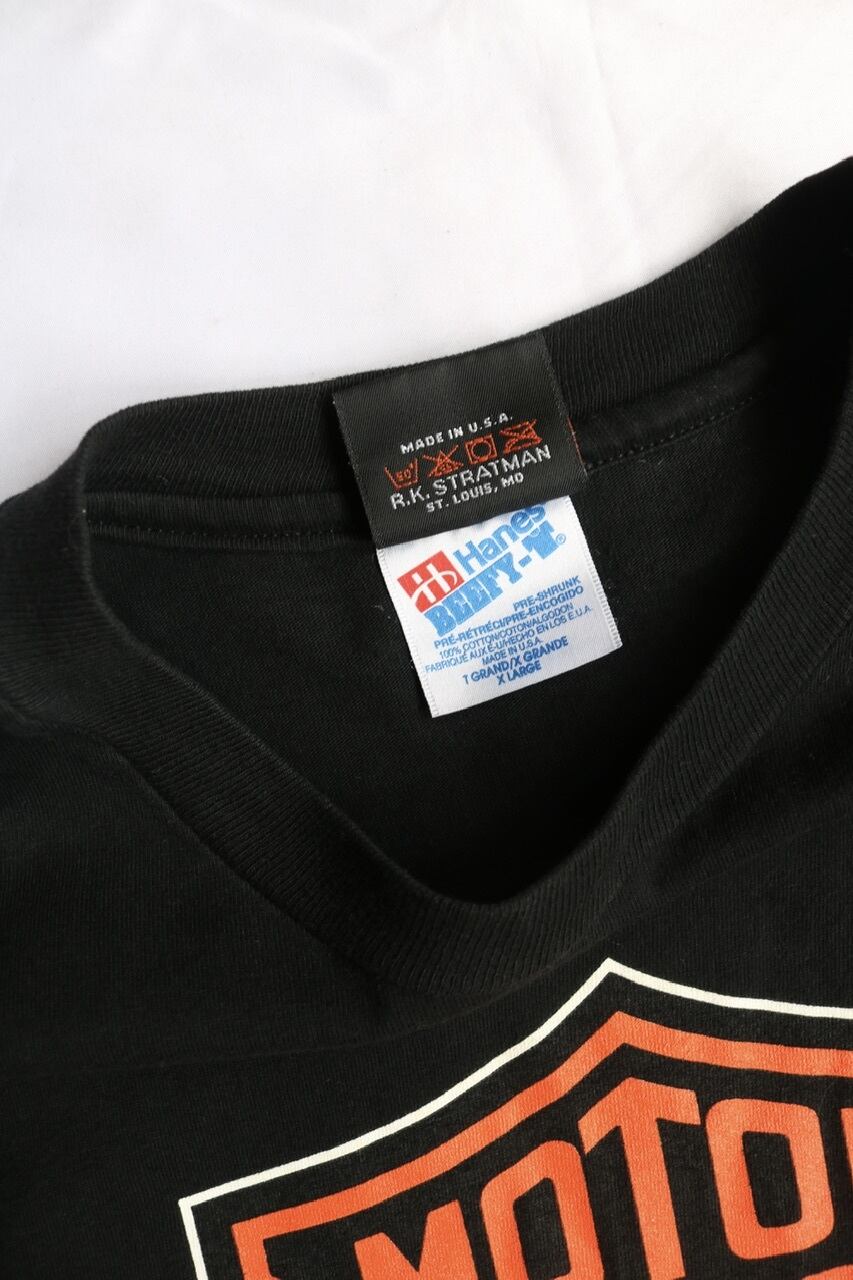 MADE IN U.S.A.
50°
R.K. STRATMAN
ST. LOUIS, MO
Hanes
BEEFY-T®
PRE-SHRUNK
PRÉ-RÉTRÉCI/PRE-ENCOGIDO
100% COTTON/COTON/ALGODON
FABRIQUÉ AUX E-U/HECHO EN LOS E.U.A.
MADE IN U.S.A.
T GRAND/X GRANDE
X LARGE
MOTO